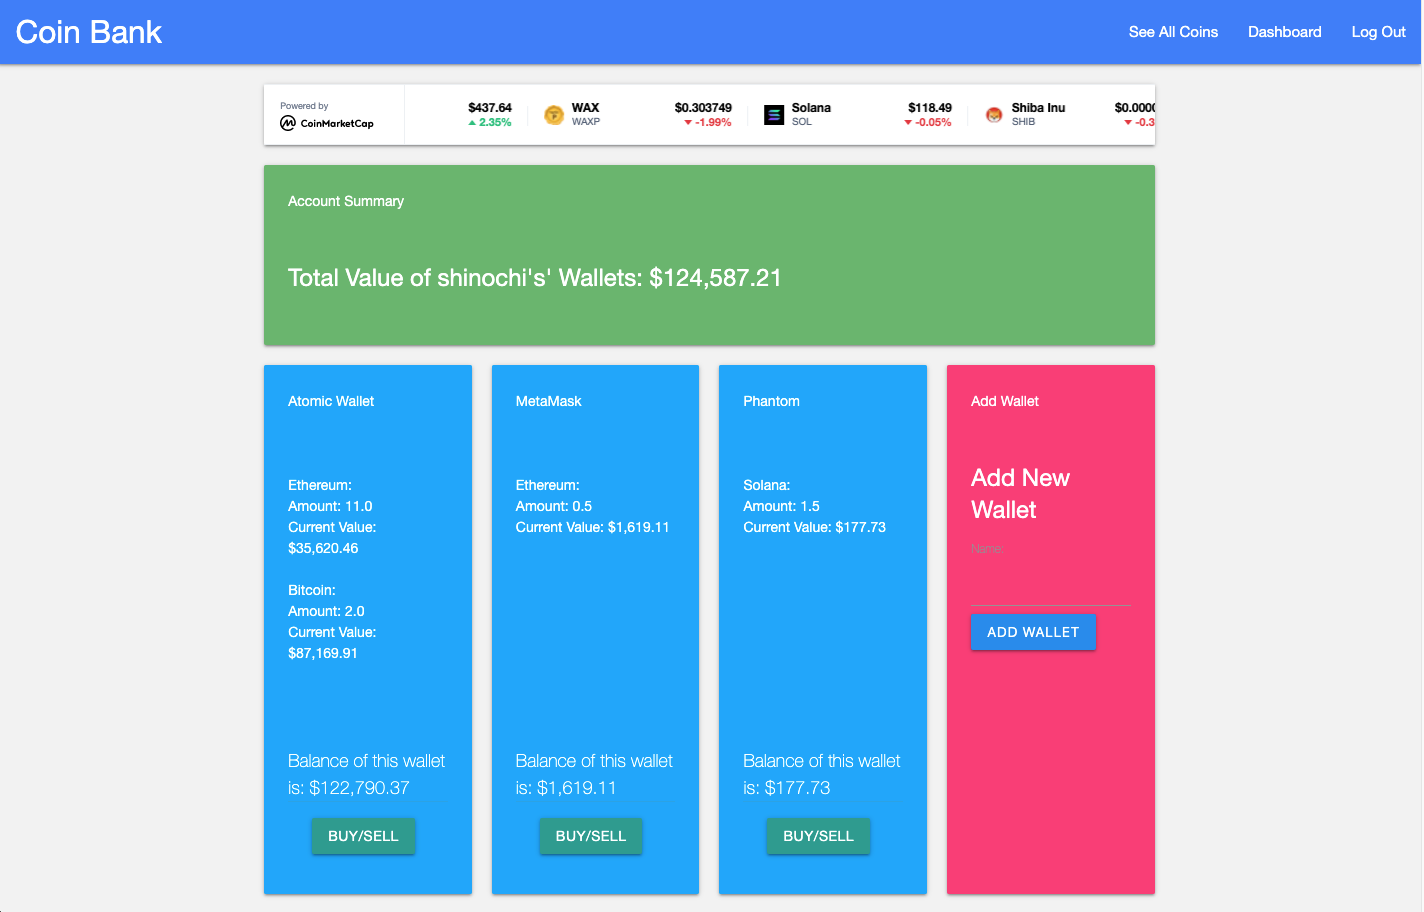 Coin Bank
See All Coins
Dashboard
Log Out
Powered by
CoinMarketCap
$437.64
2.35%
WAX
WAXP
$0.303749
-1.99%
Solana
SOL
$118.49
-0.05%
Shiba Inu
SHIB
$0.0000
-0.3
Account Summary
Total Value of shinochi's' Wallets: $124,587.21
Atomic Wallet
Ethereum:
Amount: 11.0
Current Value:
$35,620.46
Bitcoin:
Amount: 2.0
Current Value:
$87,169.91
Balance of this wallet
is: $122,790.37
BUY/SELL
MetaMask
Ethereum:
Amount: 0.5
Current Value: $1,619.11
Balance of this wallet
is: $1,619.11
BUY/SELL
Phantom
Solana:
Amount: 1.5
Current Value: $177.73
Balance of this wallet
is: $177.73
BUY/SELL
Add Wallet
Add New
Wallet
Name:
ADD WALLET